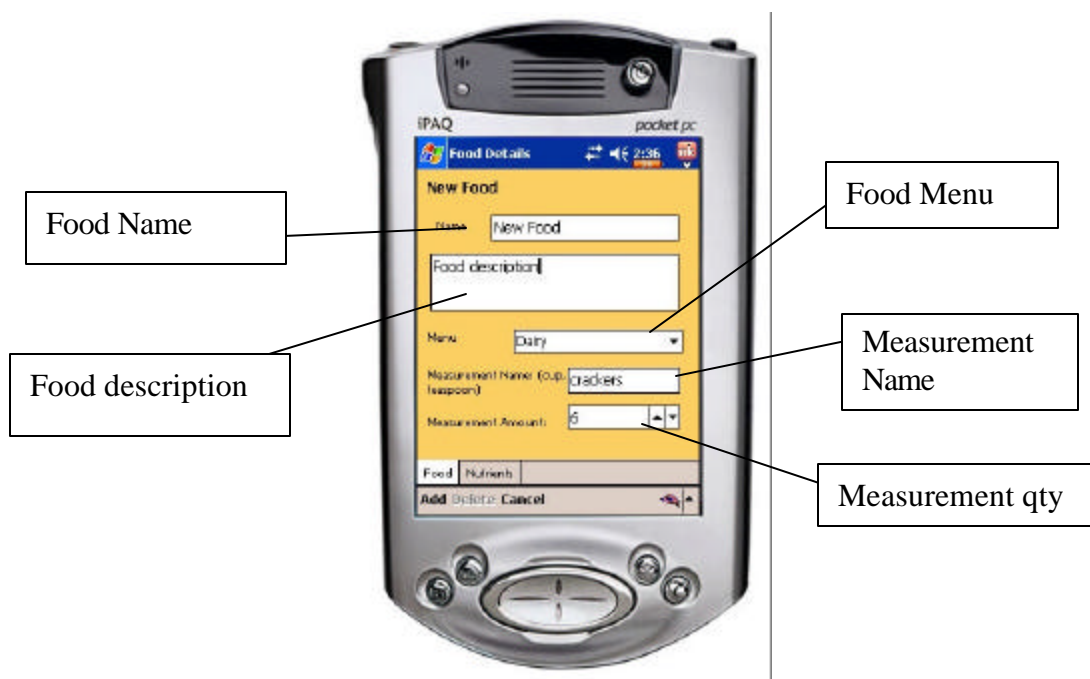 iPAQ
pocket pc
Food Details 2:36
New Food
Name New Food
Food description
Menu Dairy
Measurement Name: (cup, teaspoon) crackers
Measurement Amount: 6
Food Nutrients
Add Delete Cancel
Food Name
Food description
Food Menu
Measurement
Name
Measurement qty